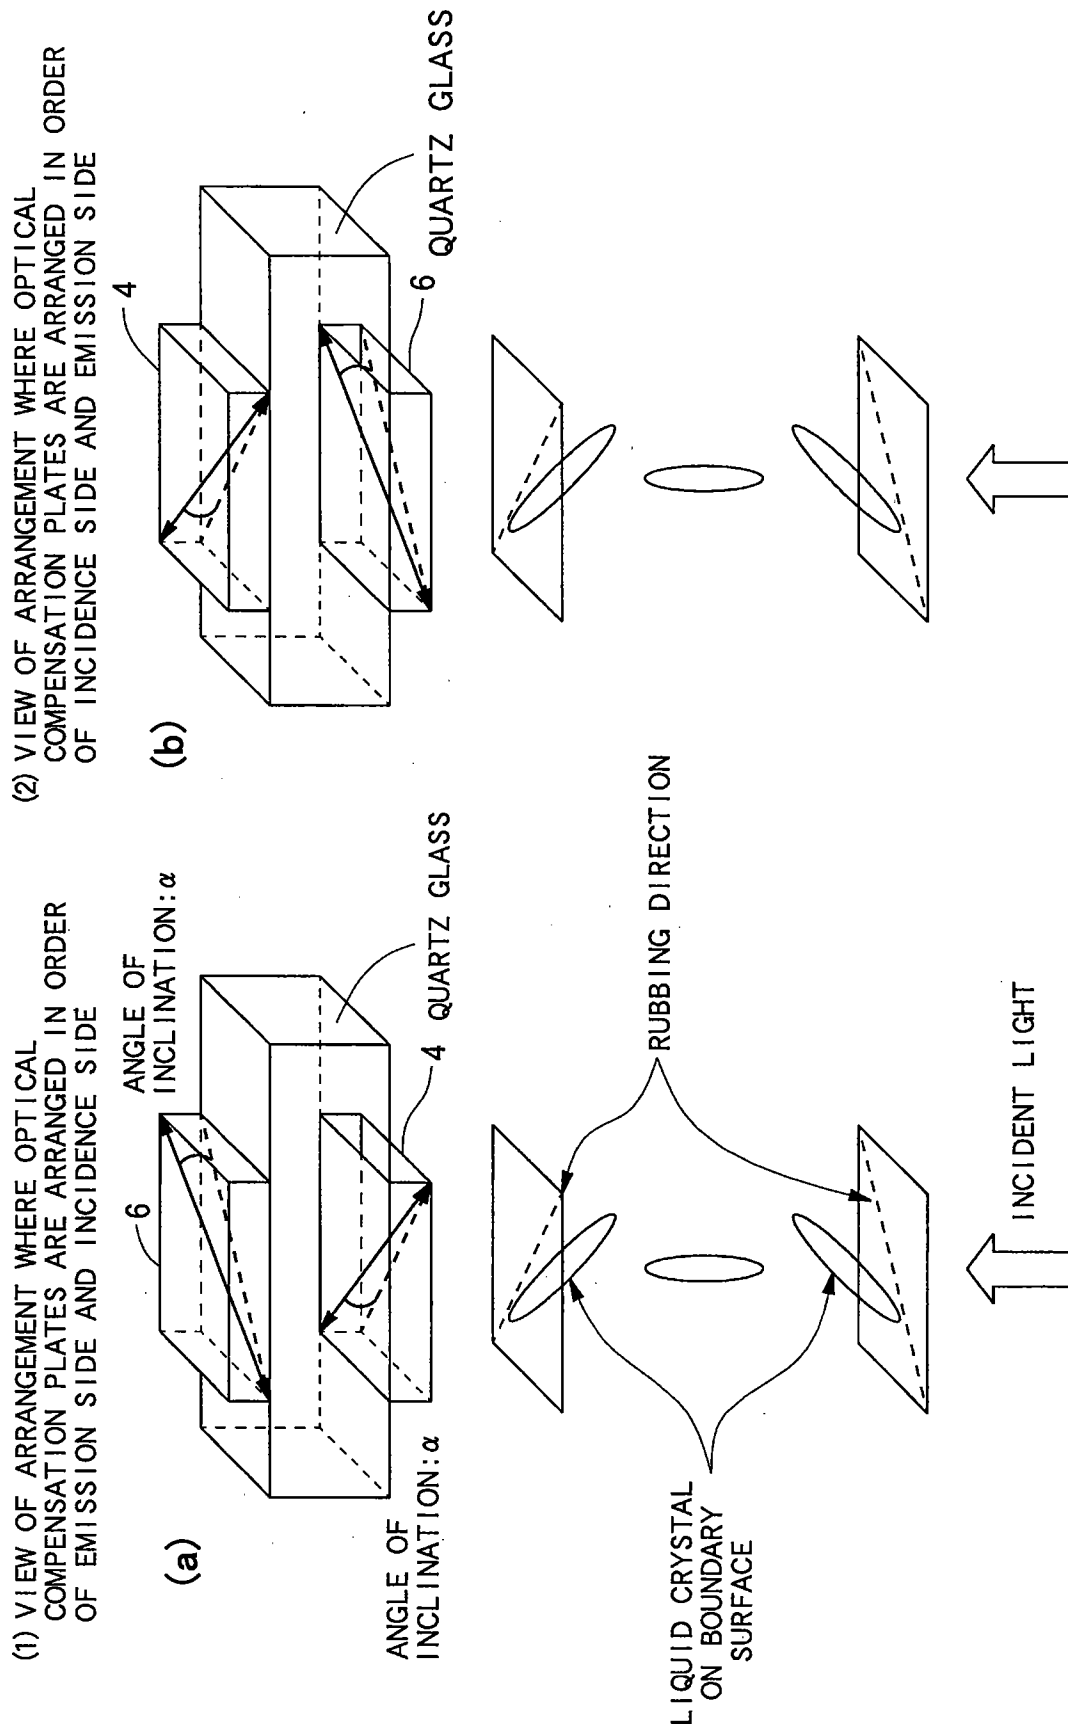 (1) VIEW OF ARRANGEMENT WHERE OPTICAL
COMPENSATION PLATES ARE ARRANGED IN ORDER
OF EMISSION SIDE AND INCIDENCE SIDE
(a)
ANGLE OF
INCLINATION:α
6
ANGLE OF
INCLINATION:α
4
QUARTZ GLASS
LIQUID CRYSTAL
ON BOUNDARY
SURFACE
RUBBING DIRECTION
INCIDENT LIGHT
(2) VIEW OF ARRANGEMENT WHERE OPTICAL
COMPENSATION PLATES ARE ARRANGED IN ORDER
OF INCIDENCE SIDE AND EMISSION SIDE
(b)
4
6
QUARTZ GLASS